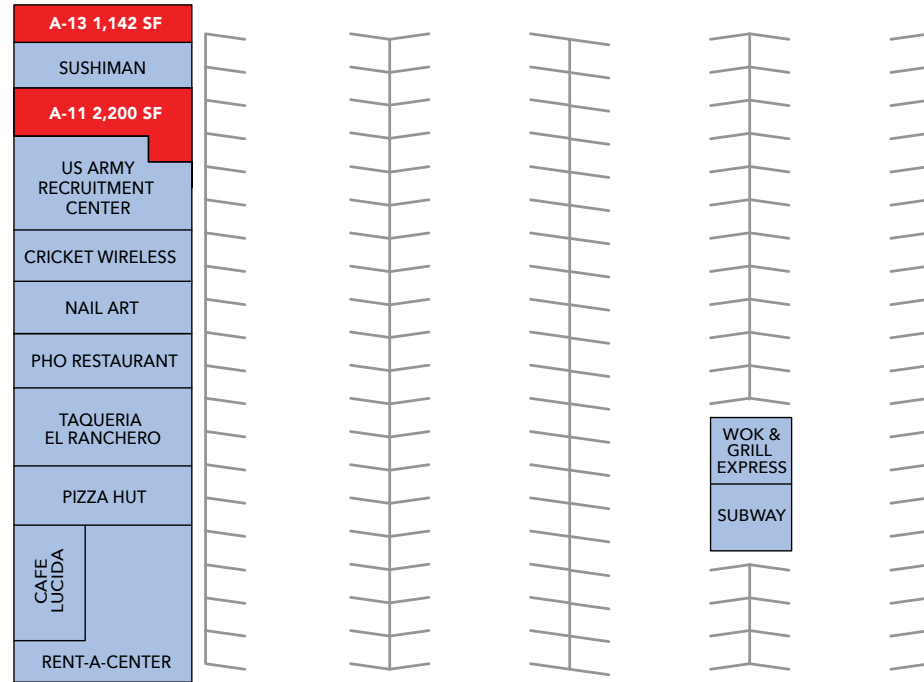 A-13 1,142 SF
SUSHIMAN
A-11 2,200 SF
US ARMY
RECRUITMENT
CENTER
CRICKET WIRELESS
NAIL ART
PHO RESTAURANT
TAQUERIA
EL RANCHERO
PIZZA HUT
CAFE
LUCIDA
RENT-A-CENTER
WOK &
GRILL
EXPRESS
SUBWAY